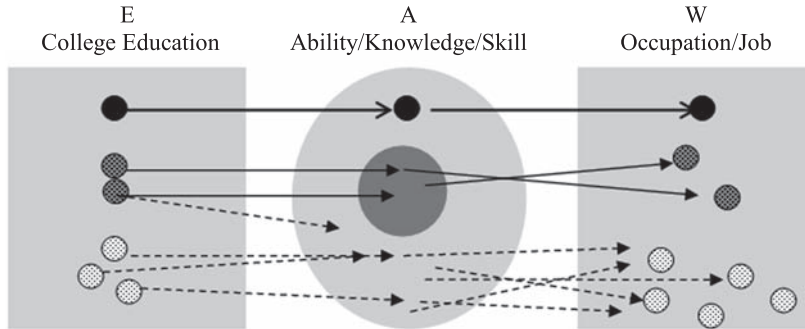 E
College Education
A
Ability/Knowledge/Skill
W
Occupation/Job